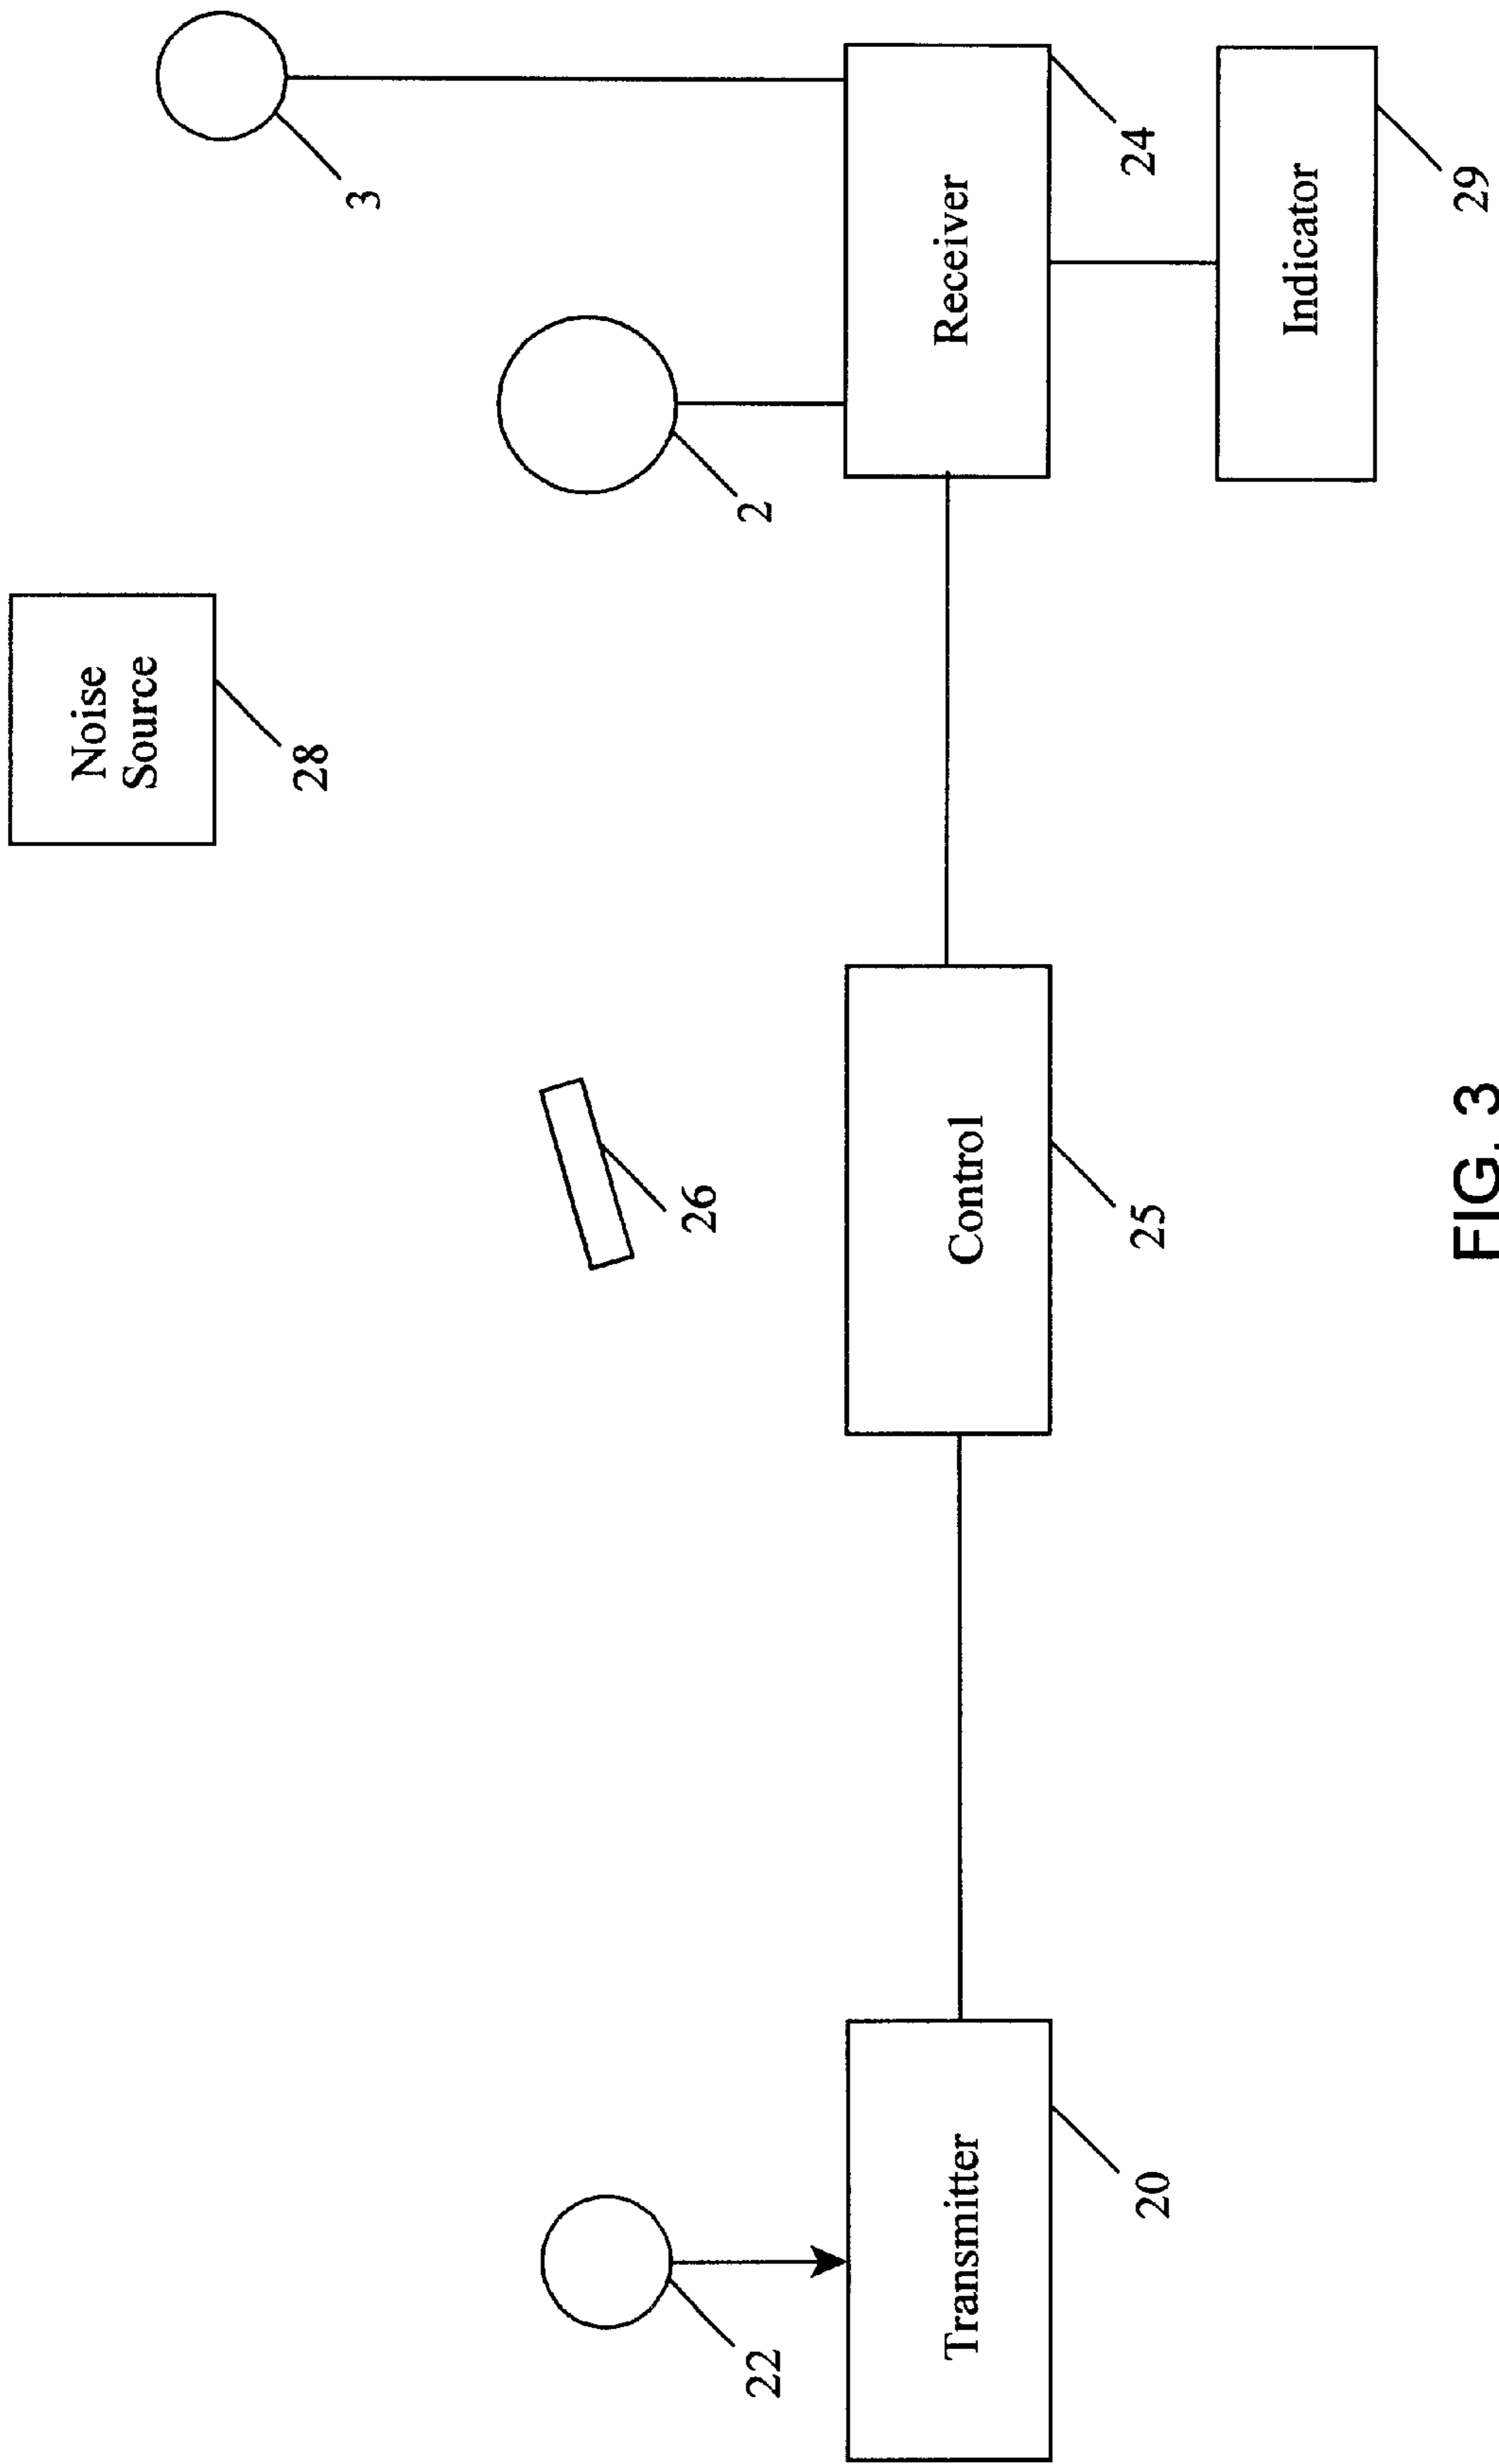 Noise
Source
28
3
2
26
22
Transmitter
20
Control
25
Receiver
24
Indicator
29
FIG. 3